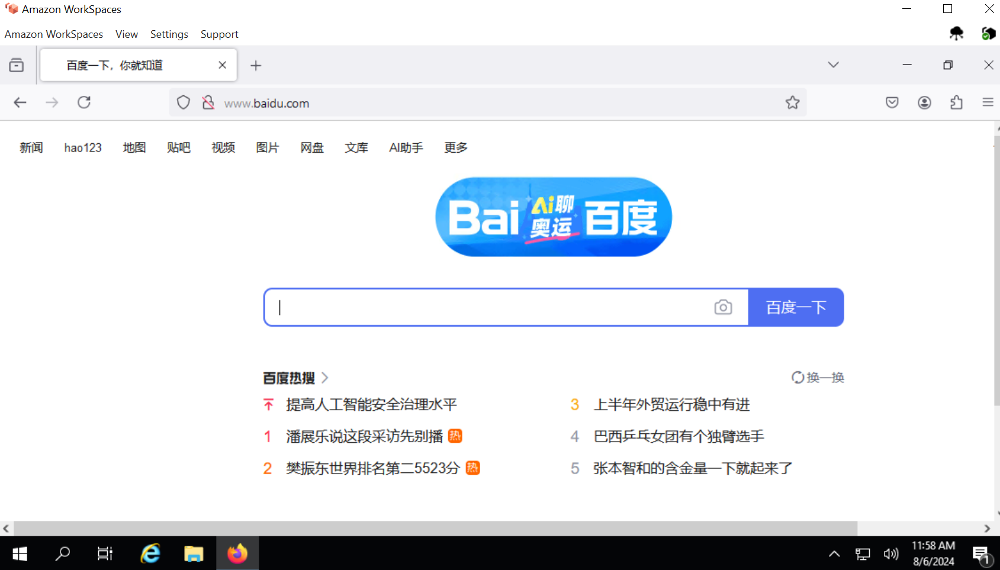 Amazon WorkSpaces
Amazon WorkSpaces View Settings Support
百度一下，你就知道
www.baidu.com
新闻 hao123 地图 贴吧 视频 图片 网盘 文库 AI助手 更多
Bai Ai聊奥运 百度
百度一下
百度热搜
换一换
提高人工智能安全治理水平
1 潘展乐说这段采访先别播 热
2 樊振东世界排名第二5523分 热
3 上半年外贸运行稳中有进
4 巴西乒乓女团有个独臂选手
5 张本智和的含金量一下就起来了
11:58 AM
8/6/2024
1